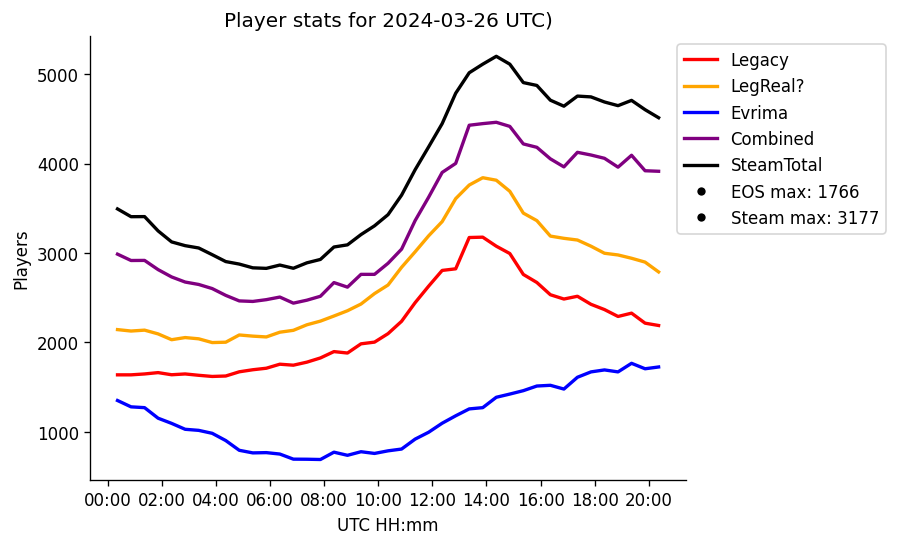 Player stats for 2024-03-26 UTC)
Players
5000
4000
3000
2000
1000
00:00 02:00 04:00 06:00 08:00 10:00 12:00 14:00 16:00 18:00 20:00
UTC HH:mm
Legacy
LegReal?
Evrima
Combined
SteamTotal
EOS max: 1766
Steam max: 3177